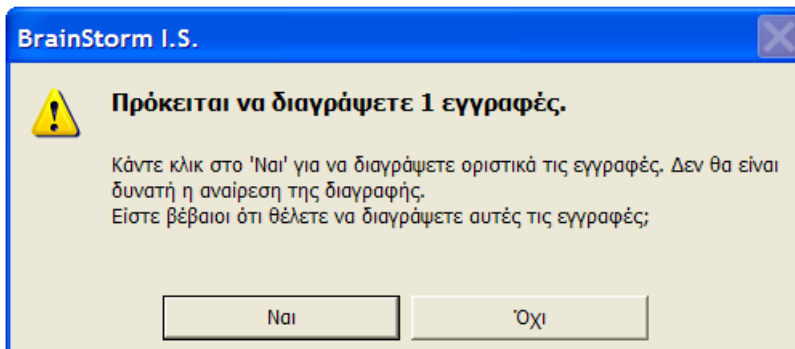 BrainStorm I.S.
Πρόκειται να διαγράψετε 1 εγγραφές.
Κάντε κλικ στο 'Ναι' για να διαγράψετε οριστικά τις εγγραφές. Δεν θα είναι
δυνατή η αναίρεση της διαγραφής.
Είστε βέβαιοι ότι θέλετε να διαγράψετε αυτές τις εγγραφές;
Ναι
Όχι